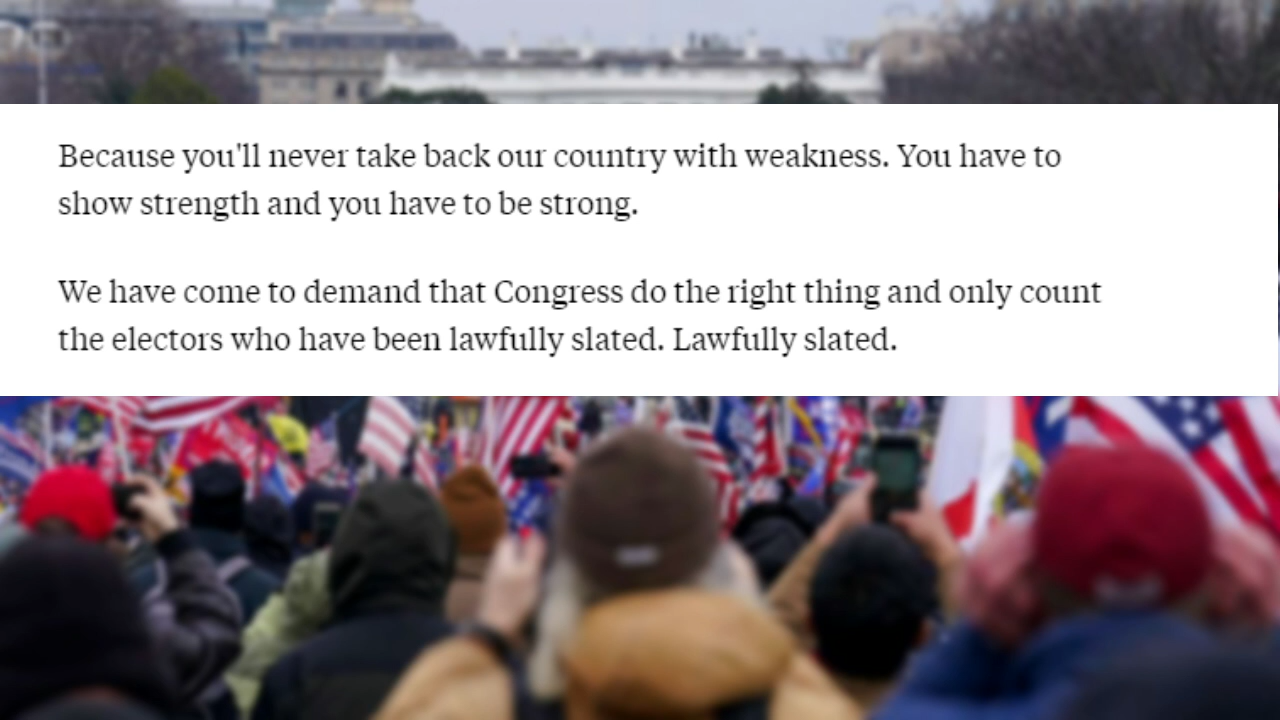 Because you'll never take back our country with weakness. You have to
show strength and you have to be strong.
We have come to demand that Congress do the right thing and only count
the electors who have been lawfully slated. Lawfully slated.